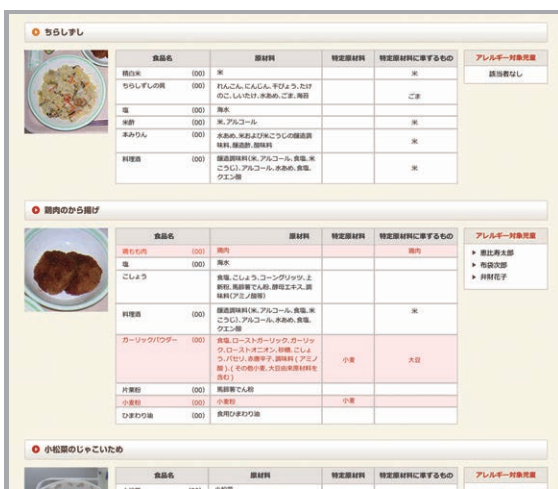 ちらしずし
食品名 原材料 特定原材料 特定原材料に準ずるもの アレルギー対象児童
精白米 (00) 米 米 該当者なし
ちらしずしの具 (00) れんこん、にんじん、干ぴょう、たけ
のこ、しいたけ、水あめ、ごま、海苔 ごま
塩 (00) 海水
米酢 (00) 米、アルコール 米
本みりん (00) 水あめ、米および米こうじの醸造調
味料、醸造酢、酸味料 米
料理酒 (00) 醸造調味料(米、アルコール、食塩、米
こうじ)、アルコール、水あめ、食塩、
クエン酸 米
鶏肉のから揚げ
食品名 原材料 特定原材料 特定原材料に準ずるもの アレルギー対象児童
鶏もも肉 (00) 鶏肉 鶏肉 ▶ 恵比寿太郎
塩 (00) 海水 ▶ 布袋次郎
こしょう (00) 食塩、こしょう、コーングリッツ、上
新粉、馬鈴薯でん粉、酵母エキス、調
味料(アミノ酸等) ▶ 弁財花子
料理酒 (00) 醸造調味料(米、アルコール、食塩、米
こうじ)、アルコール、水あめ、食塩、
クエン酸 米
ガーリックパウダー (00) 食塩、ローストガーリック、ガーリッ
ク、ローストオニオン、砂糖、こしょ
う、パセリ、赤唐辛子、調味料(アミノ
酸)、(その他小麦、大豆由来原材料を
含む) 小麦 大豆
片栗粉 (00) 馬鈴薯でん粉
小麦粉 (00) 小麦粉 小麦
ひまわり油 (00) 食用ひまわり油
小松菜のじゃこいため
食品名 原材料 特定原材料 特定原材料に準ずるもの アレルギー対象児童